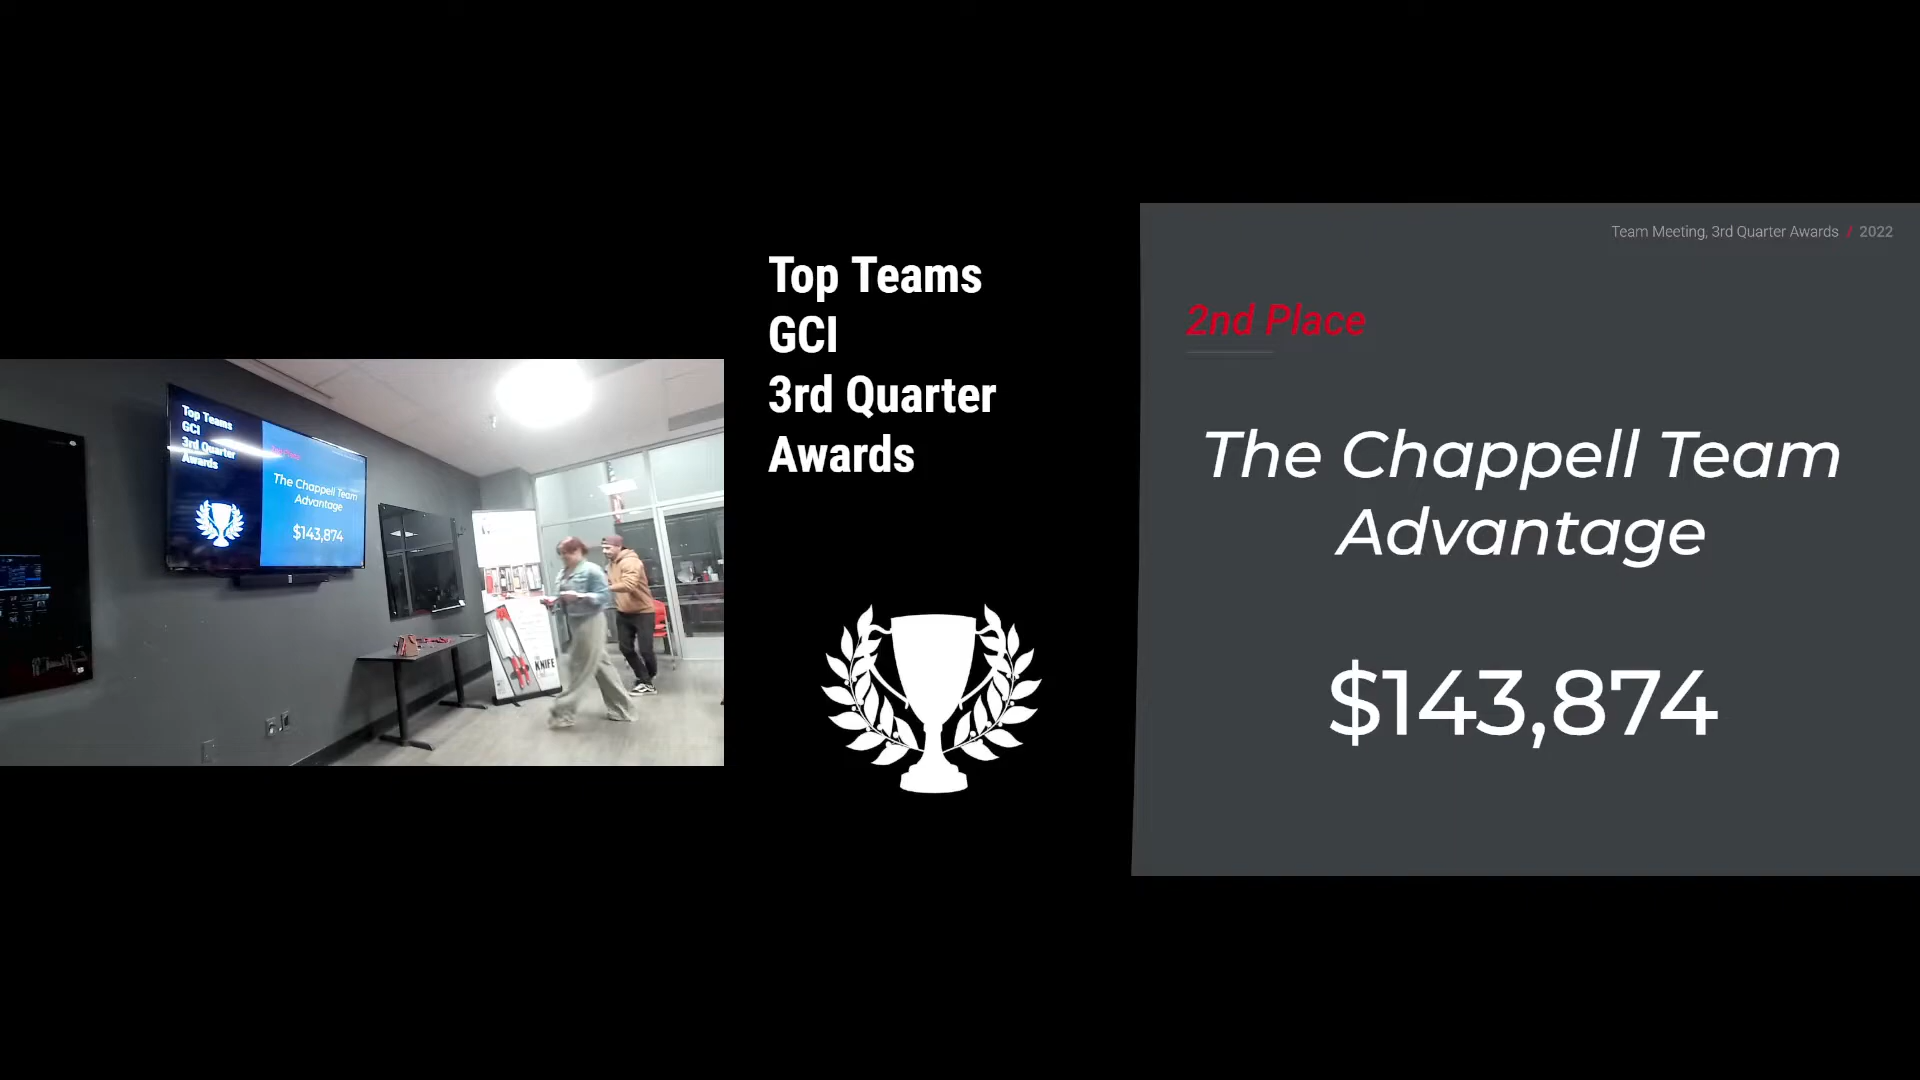 Top Teams
GCI
3rd Quarter
Awards
The Chappell Team
Advantage
$143,874
KNIFE
Top Teams
GCI
3rd Quarter
Awards
Team Meeting, 3rd Quarter Awards / 2022
2nd Place
The Chappell Team
Advantage
$143,874